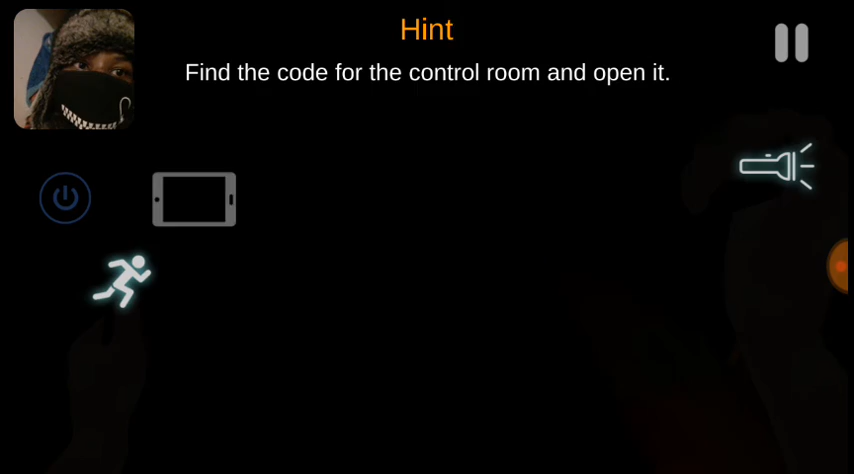 Hint
Find the code for the control room and open it.